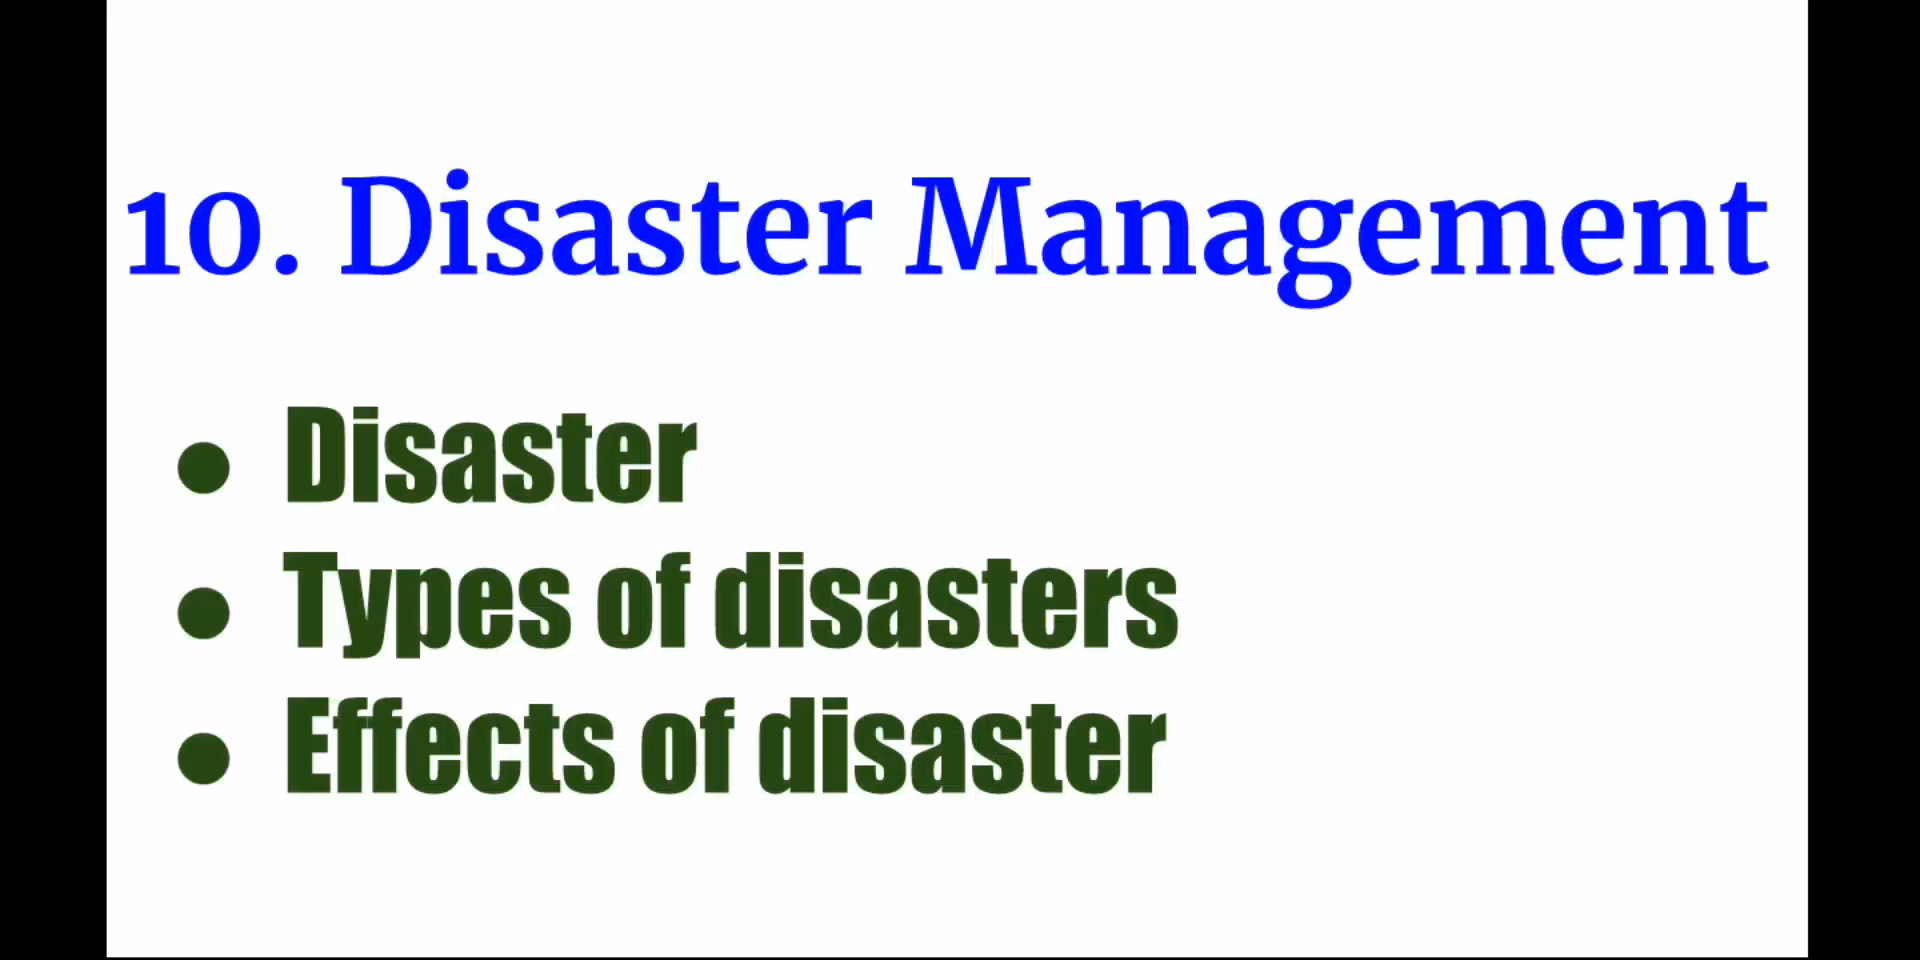 10. Disaster Management
● Disaster
● Types of disasters
● Effects of disaster